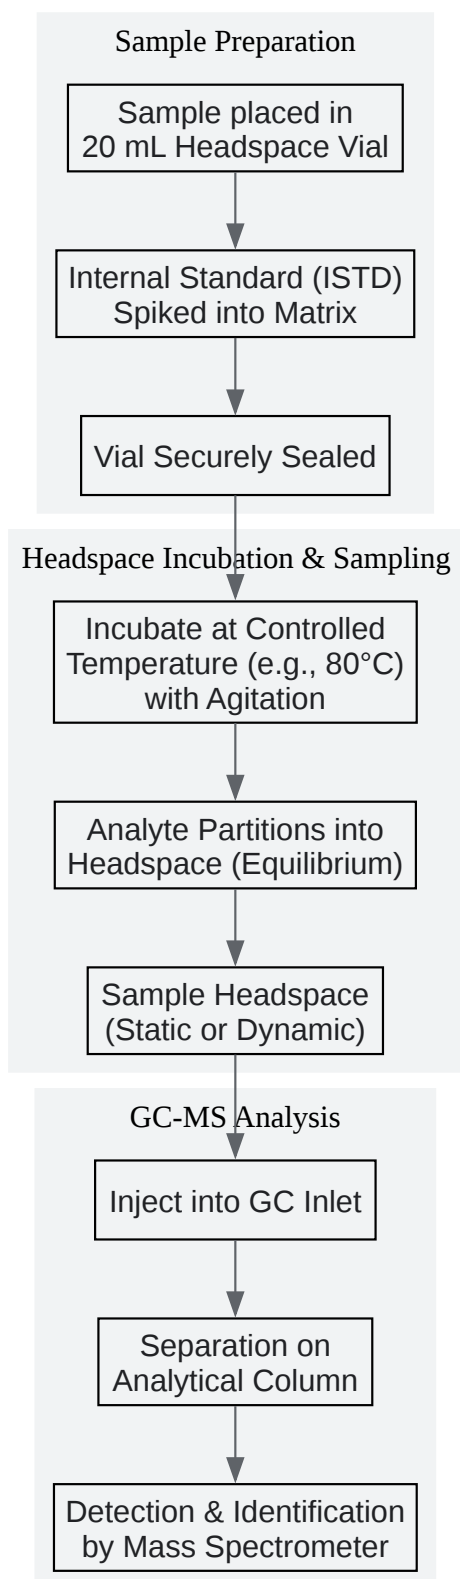 Sample Preparation
Sample placed in
20 mL Headspace Vial
Internal Standard (ISTD)
Spiked into Matrix
Vial Securely Sealed
Headspace Incubation & Sampling
Incubate at Controlled
Temperature (e.g., 80°C)
with Agitation
Analyte Partitions into
Headspace (Equilibrium)
Sample Headspace
(Static or Dynamic)
GC-MS Analysis
Inject into GC Inlet
Separation on
Analytical Column
Detection & Identification
by Mass Spectrometer